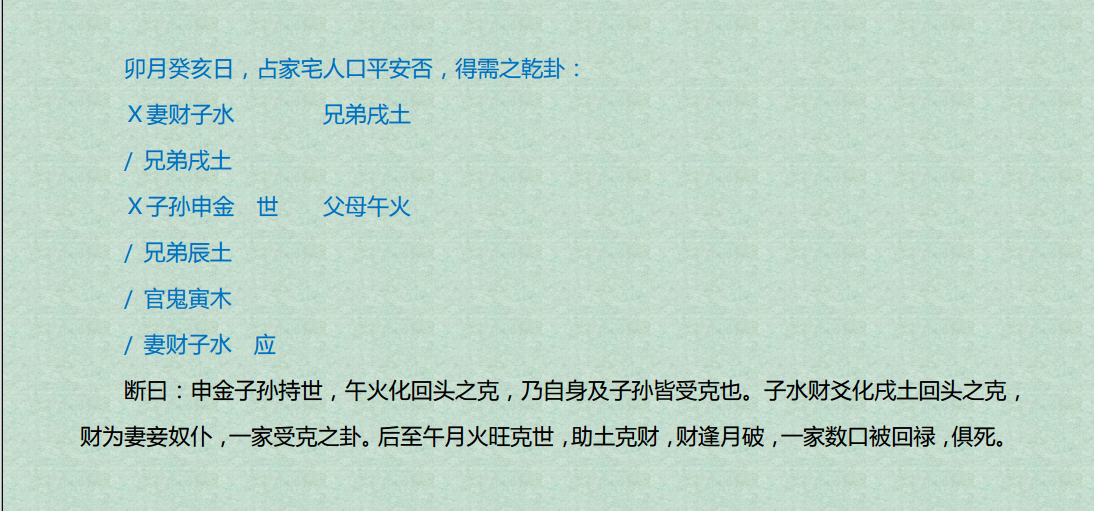 卯月癸亥日，占家宅人口平安否，得需之乾卦：
X妻财子水 兄弟戌土
/ 兄弟戌土
X子孙申金 世 父母午火
/ 兄弟辰土
/ 官鬼寅木
/ 妻财子水 应
断曰：申金子孙持世，午火化回头之克，乃自身及子孙皆受克也。子水财爻化戌土回头之克，
财为妻妾奴仆，一家受克之卦。后至午月火旺克世，助土克财，财逢月破，一家数口被回禄，俱死。